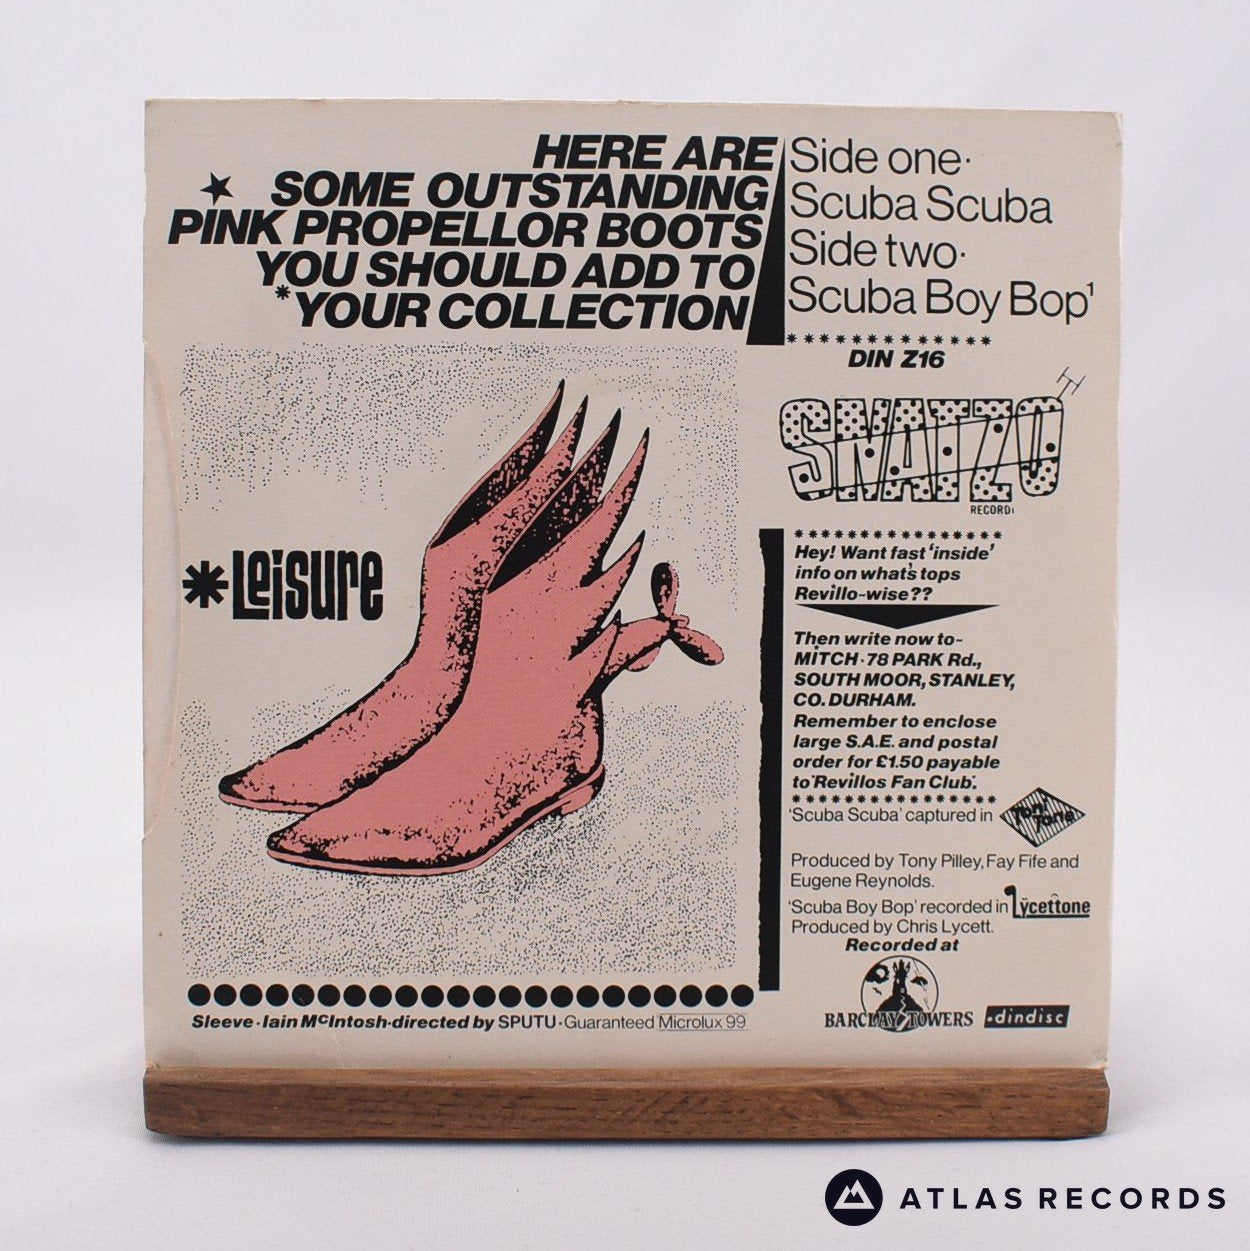 HERE ARE
SOME OUTSTANDING
PINK PROPELLOR BOOTS
YOU SHOULD ADD TO
*YOUR COLLECTION
*Leisure
Side one·
Scuba Scuba
Side two·
Scuba Boy Bop¹
DIN Z16
SNATZO
RECORD:
Hey! Want fast 'inside'
info on what's tops
Revillo-wise??
Then write now to-
MITCH·78 PARK Rd.,
SOUTH MOOR, STANLEY,
CO. DURHAM.
Remember to enclose
large S.A.E. and postal
order for £1.50 payable
to 'Revillos Fan Club'.
'Scuba Scuba' captured in Toni Tone
Produced by Tony Pilley, Fay Fife and
Eugene Reynolds.
'Scuba Boy Bop' recorded in Lycettone
Produced by Chris Lycett.
Recorded at
BARCLAY TOWERS
·dindisc
Sleeve·Iain McIntosh·directed by SPUTU·Guaranteed Microlux 99
ATLAS RECORDS